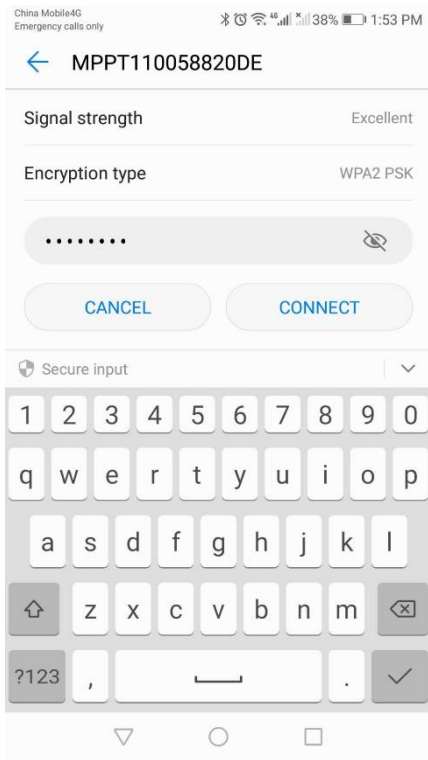 China Mobile4G
Emergency calls only
4G 38% 1:53 PM
MPPT110058820DE
Signal strength Excellent
Encryption type WPA2 PSK
••••••••
CANCEL CONNECT
Secure input
1 2 3 4 5 6 7 8 9 0
q w e r t y u i o p
a s d f g h j k l
z x c v b n m
?123 , .